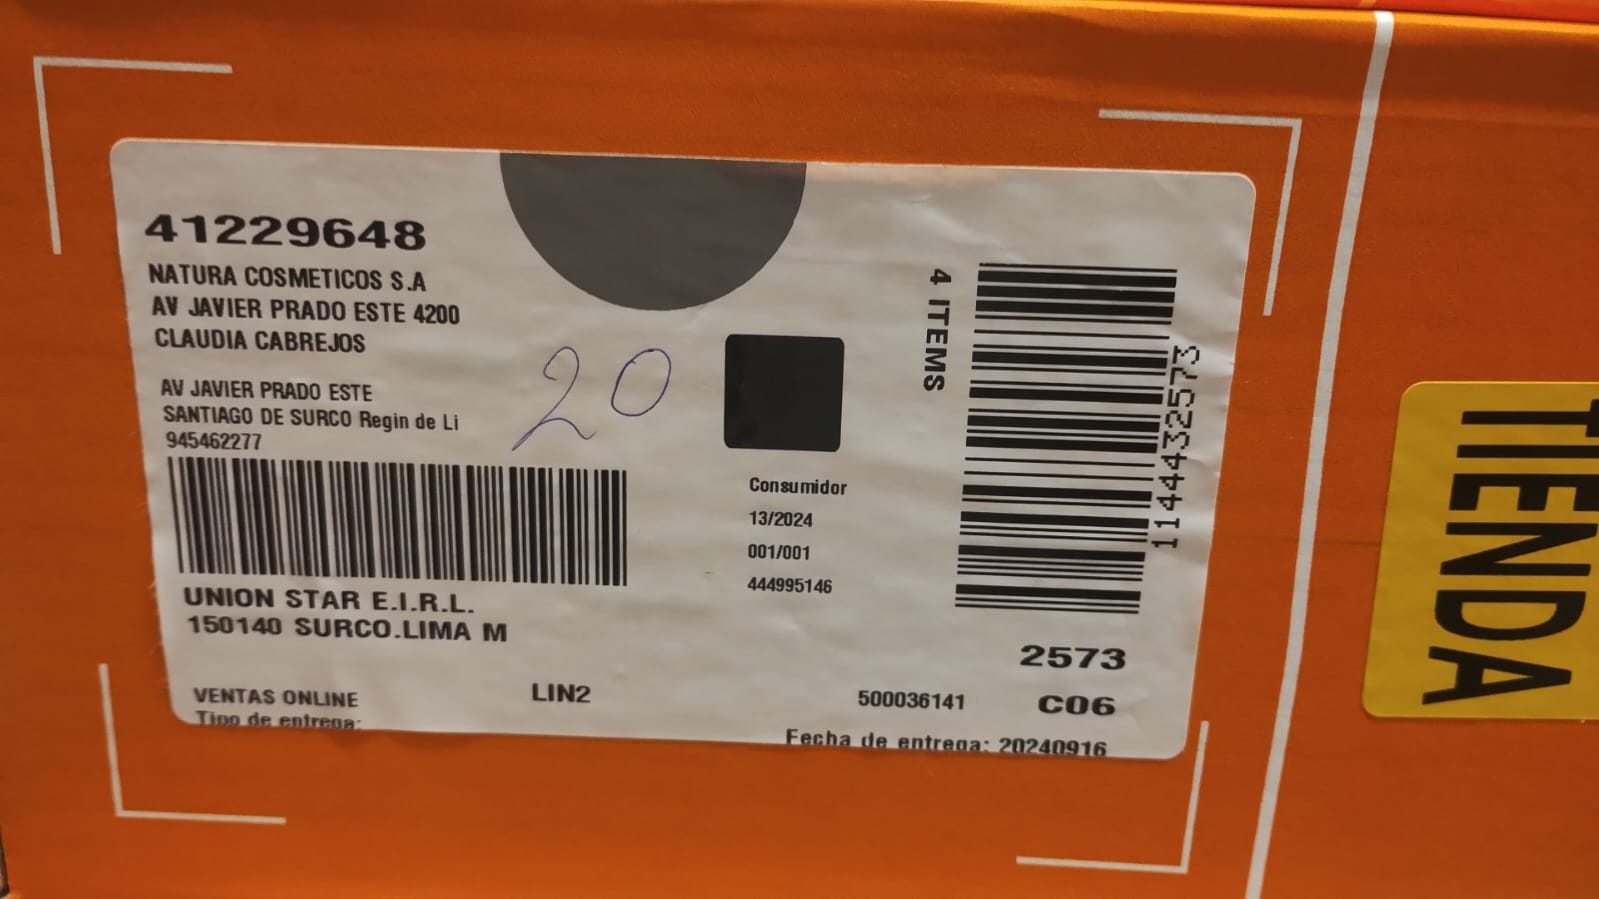 41229648
NATURA COSMETICOS S.A
AV JAVIER PRADO ESTE 4200
CLAUDIA CABREJOS
AV JAVIER PRADO ESTE
SANTIAGO DE SURCO Regin de Li
945462277
20
UNION STAR E.I.R.L.
150140 SURCO.LIMA M
VENTAS ONLINE
LIN2
Tipo de entrega:
Consumidor
13/2024
001/001
444995146
4 ITEMS
11444432573
2573
500036141
C06
Fecha de entrega: 20240916
TIENDA